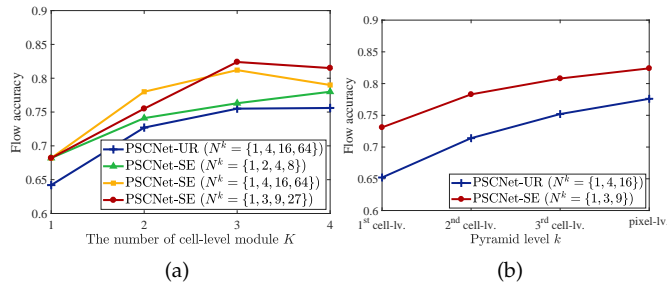 0.9
0.85
0.8
0.75
0.7
0.65
0.6
Flow accuracy
PSCNet-UR (N^k = {1, 4, 16, 64})
PSCNet-SE (N^k = {1, 2, 4, 8})
PSCNet-SE (N^k = {1, 4, 16, 64})
PSCNet-SE (N^k = {1, 3, 9, 27})
1 2 3 4
The number of cell-level module K
(a)
0.9
0.85
0.8
0.75
0.7
0.65
0.6
Flow accuracy
PSCNet-UR (N^k = {1, 4, 16})
PSCNet-SE (N^k = {1, 3, 9})
1st cell-lv. 2nd cell-lv. 3rd cell-lv. pixel-lv.
Pyramid level k
(b)